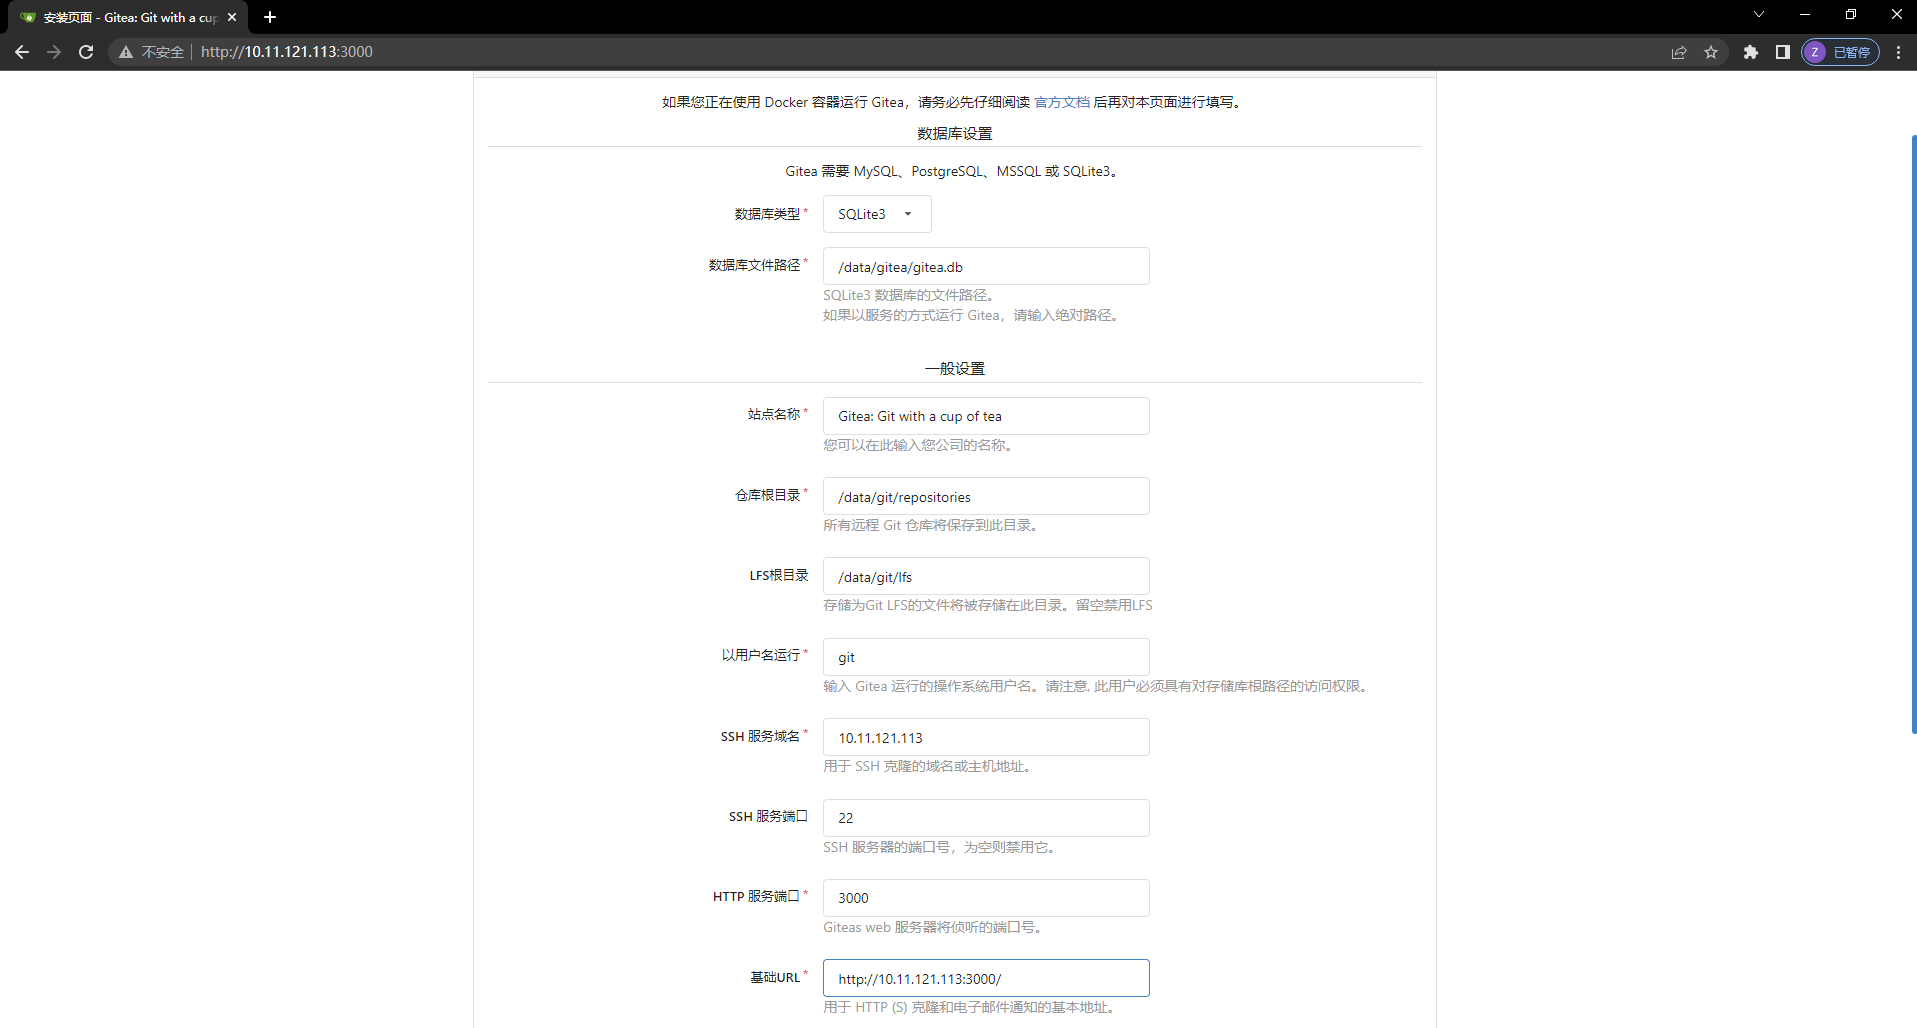 安装页面 - Gitea: Git with a cup
不安全 http://10.11.121.113:3000
Z 已暂停
如果您正在使用 Docker 容器运行 Gitea，请务必先仔细阅读 官方文档 后再对本页面进行填写。
数据库设置
Gitea 需要 MySQL、PostgreSQL、MSSQL 或 SQLite3。
数据库类型* SQLite3
数据库文件路径* /data/gitea/gitea.db
SQLite3 数据库的文件路径。
如果以服务的方式运行 Gitea，请输入绝对路径。
一般设置
站点名称* Gitea: Git with a cup of tea
您可以在此输入您公司的名称。
仓库根目录* /data/git/repositories
所有远程 Git 仓库将保存到此目录。
LFS根目录 /data/git/lfs
存储为Git LFS的文件将被存储在此目录。留空禁用LFS
以用户名运行* git
输入 Gitea 运行的操作系统用户名。请注意, 此用户必须具有对存储库根路径的访问权限。
SSH 服务域名* 10.11.121.113
用于 SSH 克隆的域名或主机地址。
SSH 服务端口 22
SSH 服务器的端口号，为空则禁用它。
HTTP 服务端口* 3000
Giteas web 服务器将侦听的端口号。
基础URL* http://10.11.121.113:3000/
用于 HTTP (S) 克隆和电子邮件通知的基本地址。